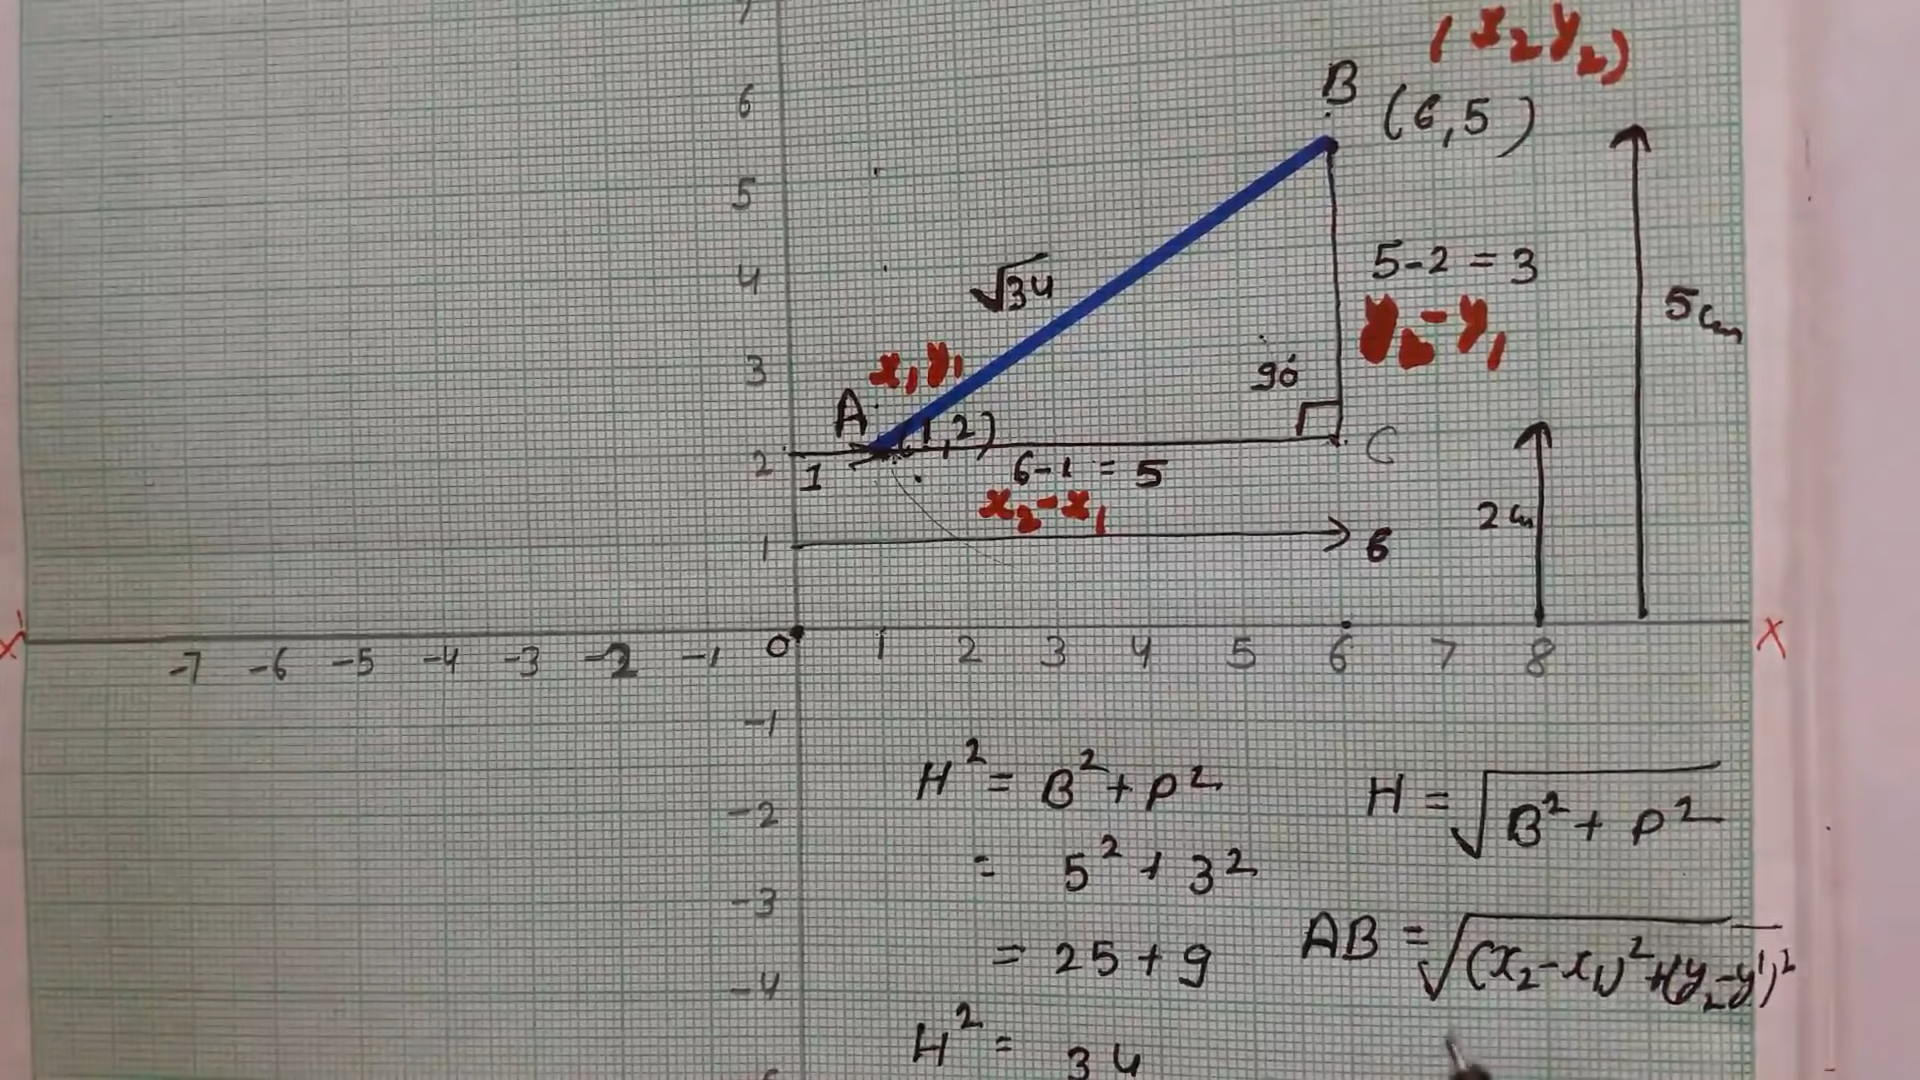 7
(x₂ y₂)
B
(6,5)
6
5
4
3
2
1
√34
5-2 = 3
y₂-y₁
5cm
x₁y₁
A
(1,2)
90°
C
1
6-1 = 5
x₂-x₁
6
2cm
X'
-7 -6 -5 -4 -3 -2 -1 0 1 2 3 4 5 6 7 8
X
-1
-2
-3
-4
H² = B² + P²
= 5² + 3²
= 25 + 9
H² = 34
H = √B² + P²
AB = √(x₂-x₁)²+(y₂-y₁)²